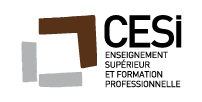 CESi
ENSEIGNEMENT
SUPÉRIEUR
ET FORMATION
PROFESSIONNELLE